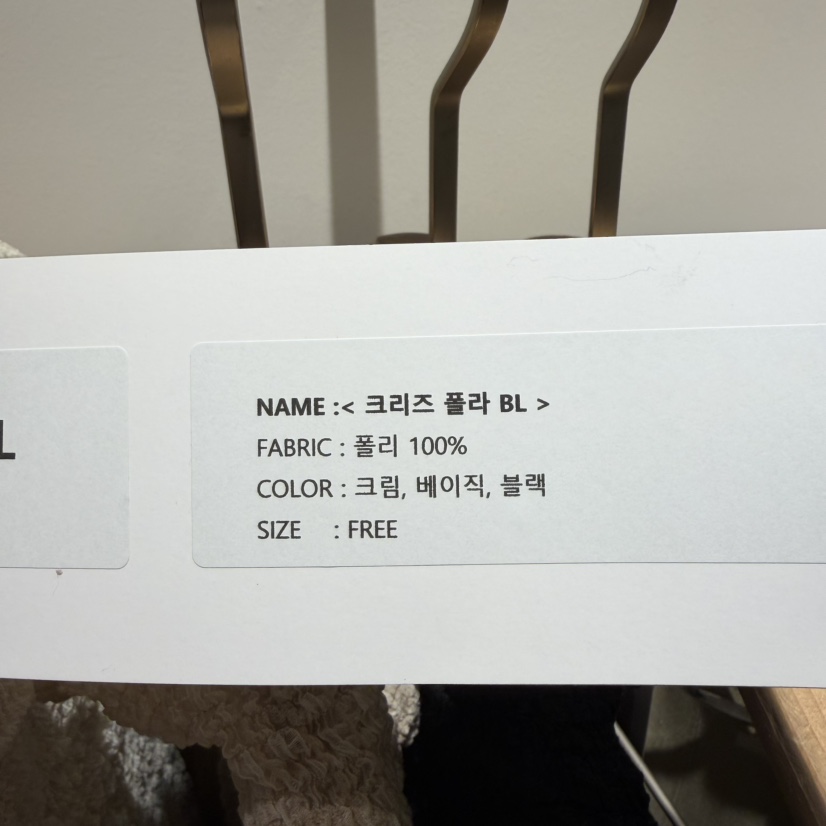 L
NAME :< 크리즈 폴라 BL >
FABRIC : 폴리 100%
COLOR : 크림, 베이직, 블랙
SIZE : FREE